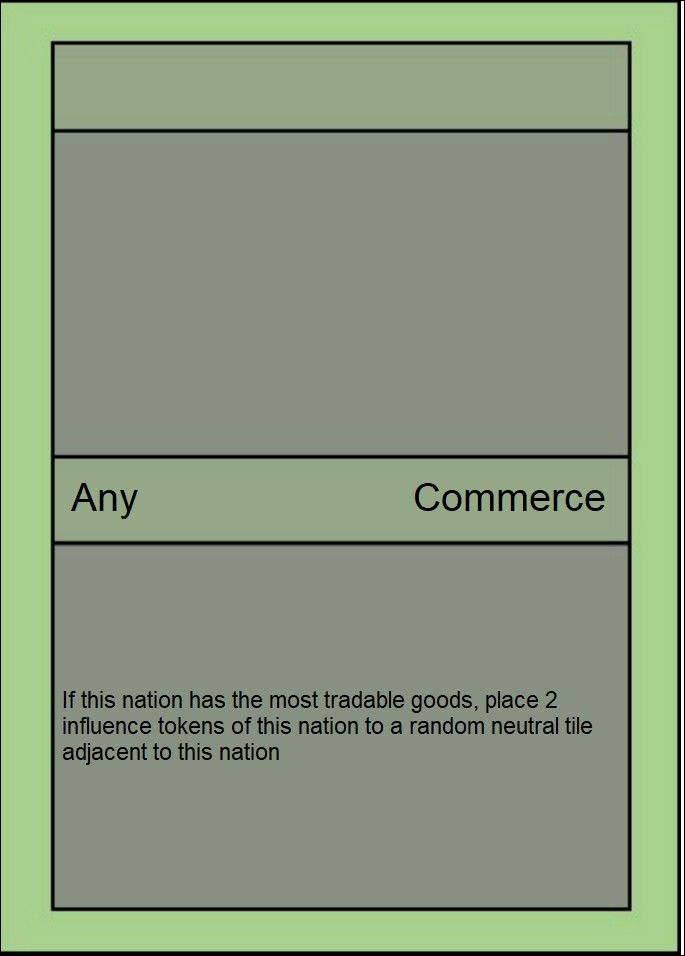 Any Commerce
If this nation has the most tradable goods, place 2
influence tokens of this nation to a random neutral tile
adjacent to this nation